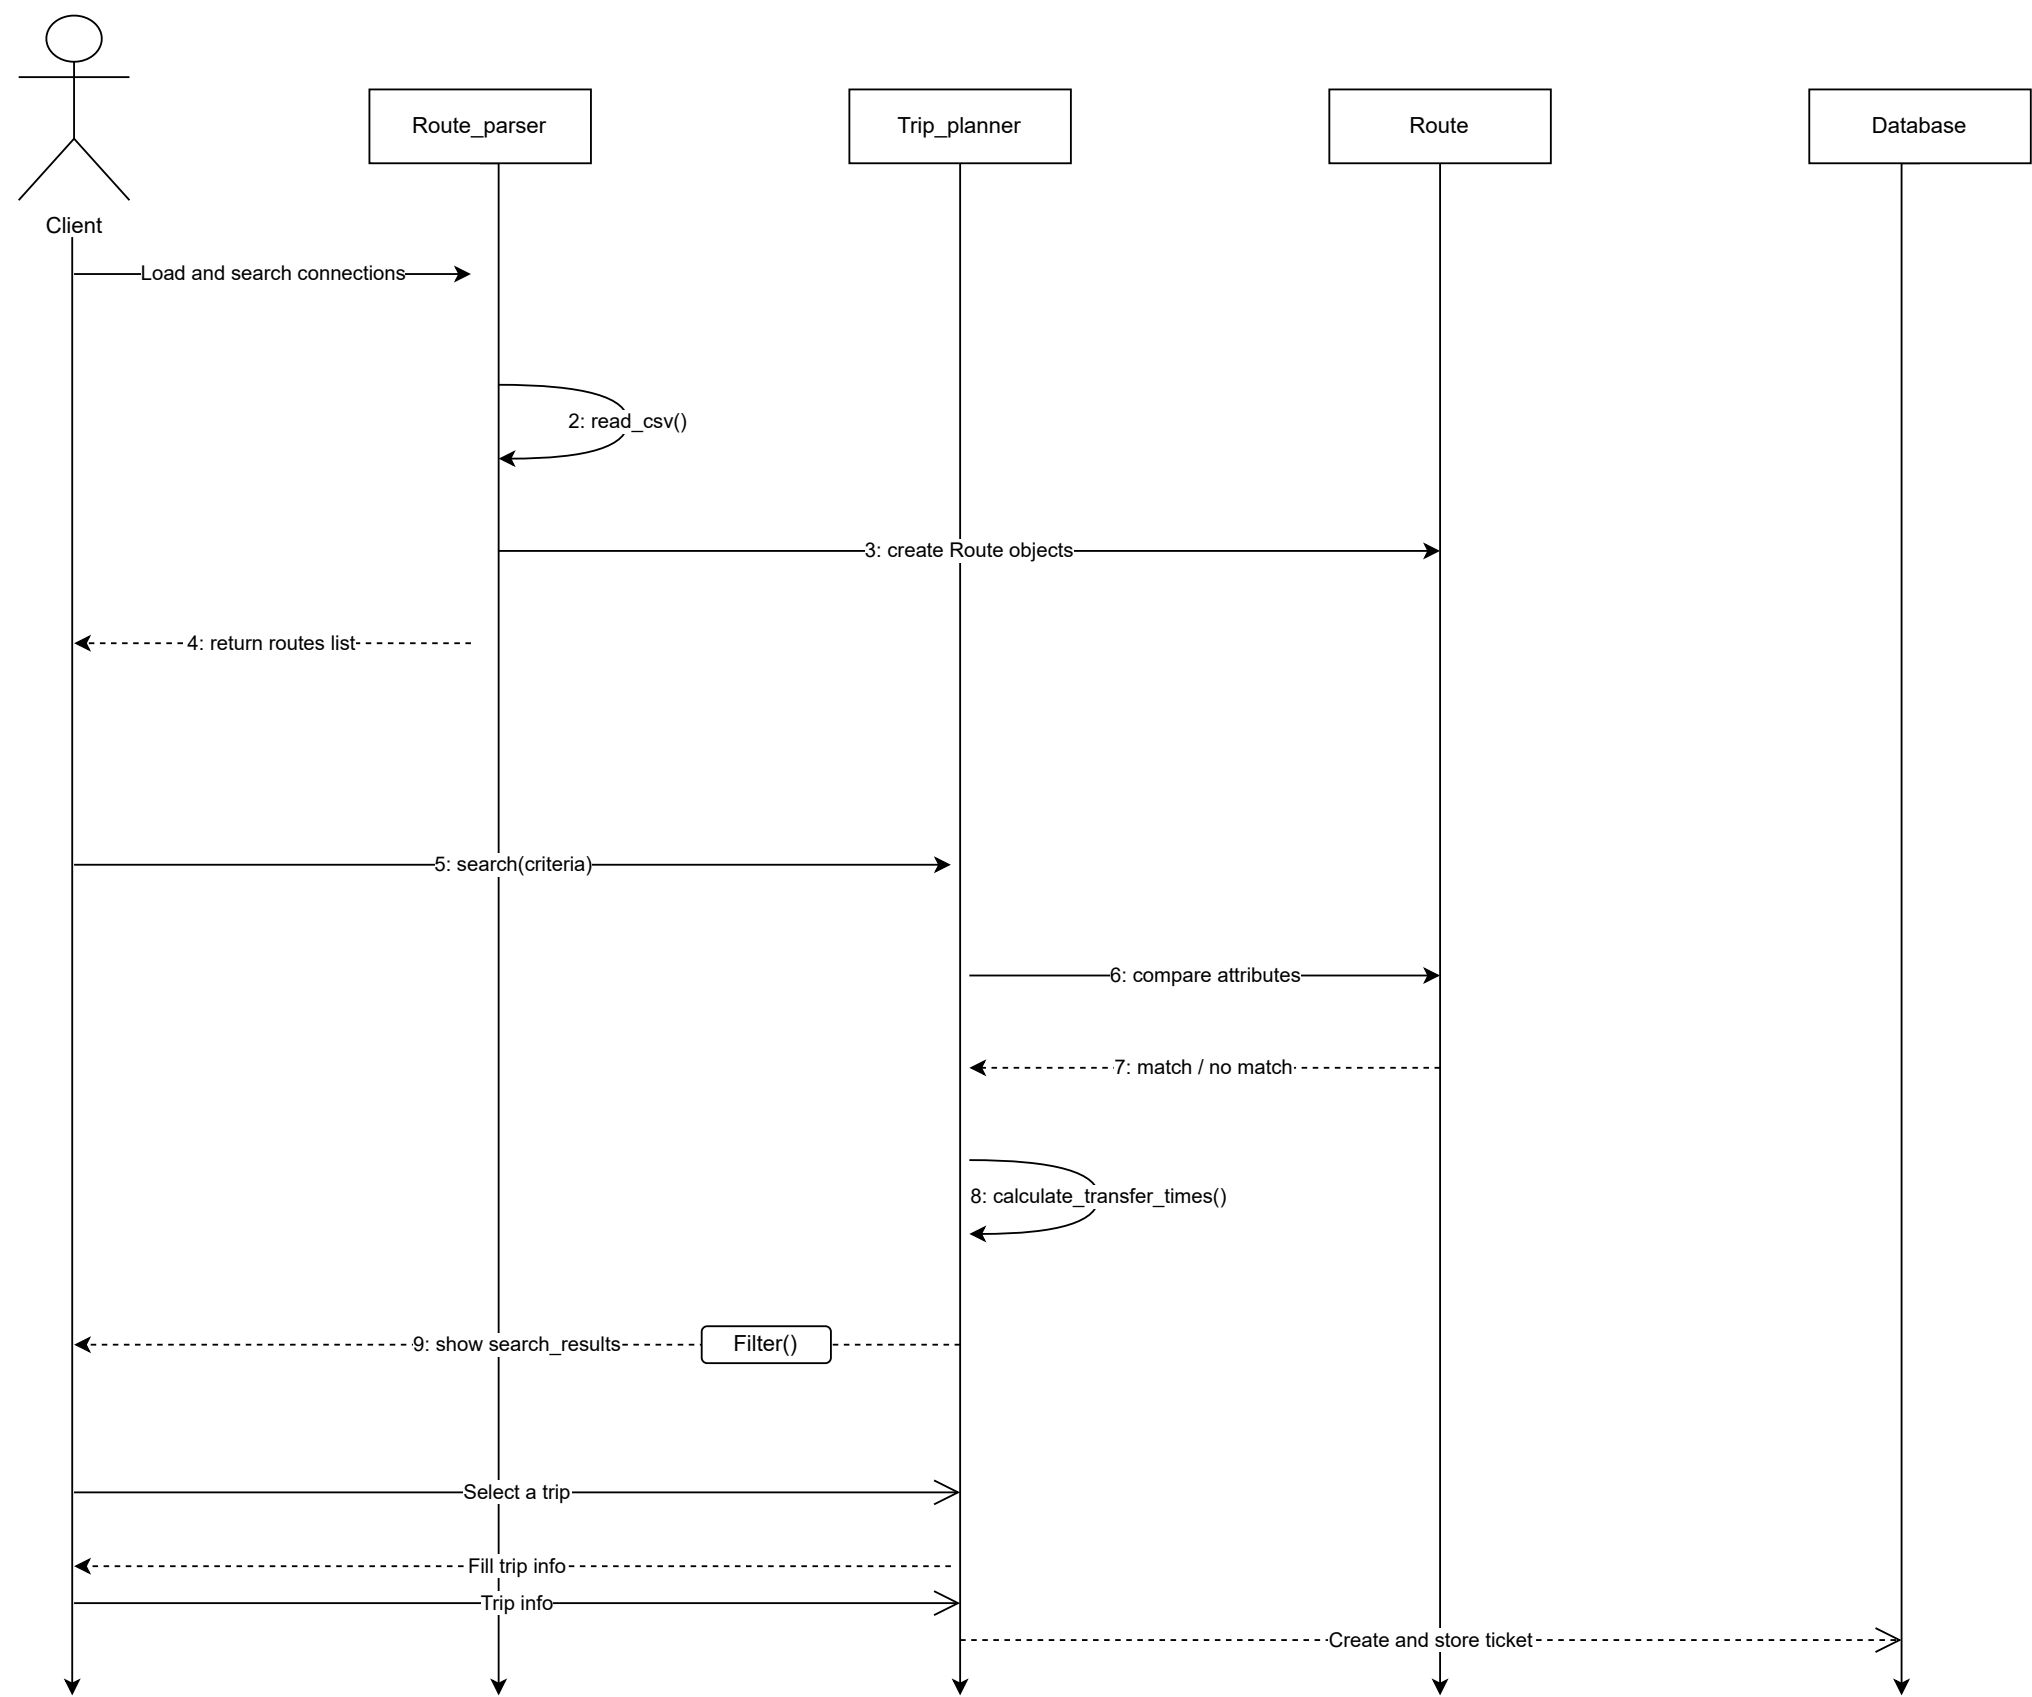 Route_parser
Trip_planner
Route
Database
Client
Load and search connections
2: read_csv()
3: create Route objects
4: return routes list
5: search(criteria)
6: compare attributes
7: match / no match
8: calculate_transfer_times()
9: show search_results
Filter()
Select a trip
Fill trip info
Trip info
Create and store ticket